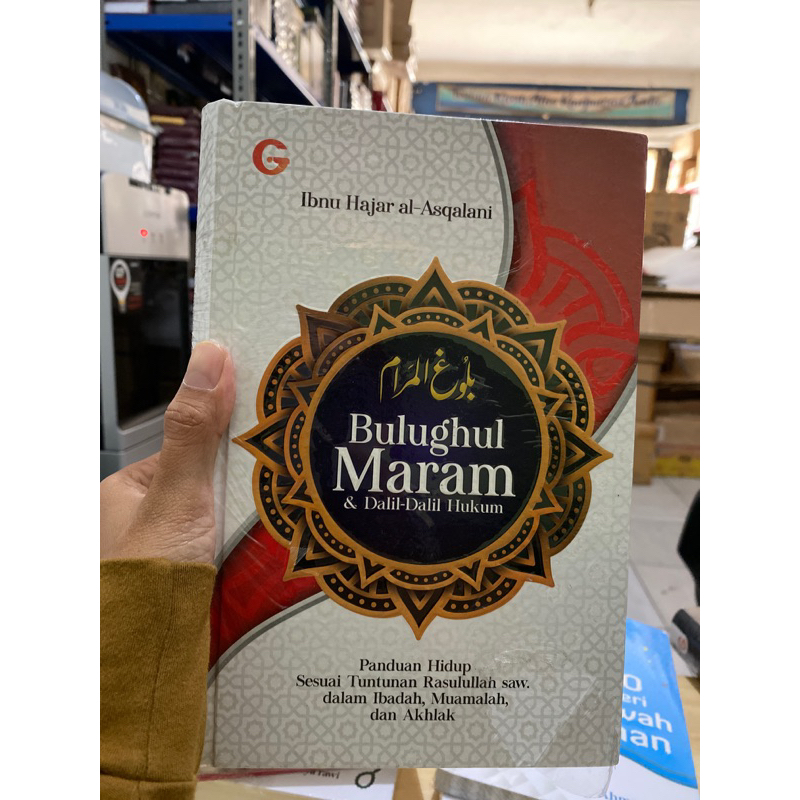 G
Ibnu Hajar al-Asqalani
بلوغ المرام
Bulughul
Maram
& Dalil-Dalil Hukum
Panduan Hidup
Sesuai Tuntunan Rasulullah saw.
dalam Ibadah, Muamalah,
dan Akhlak